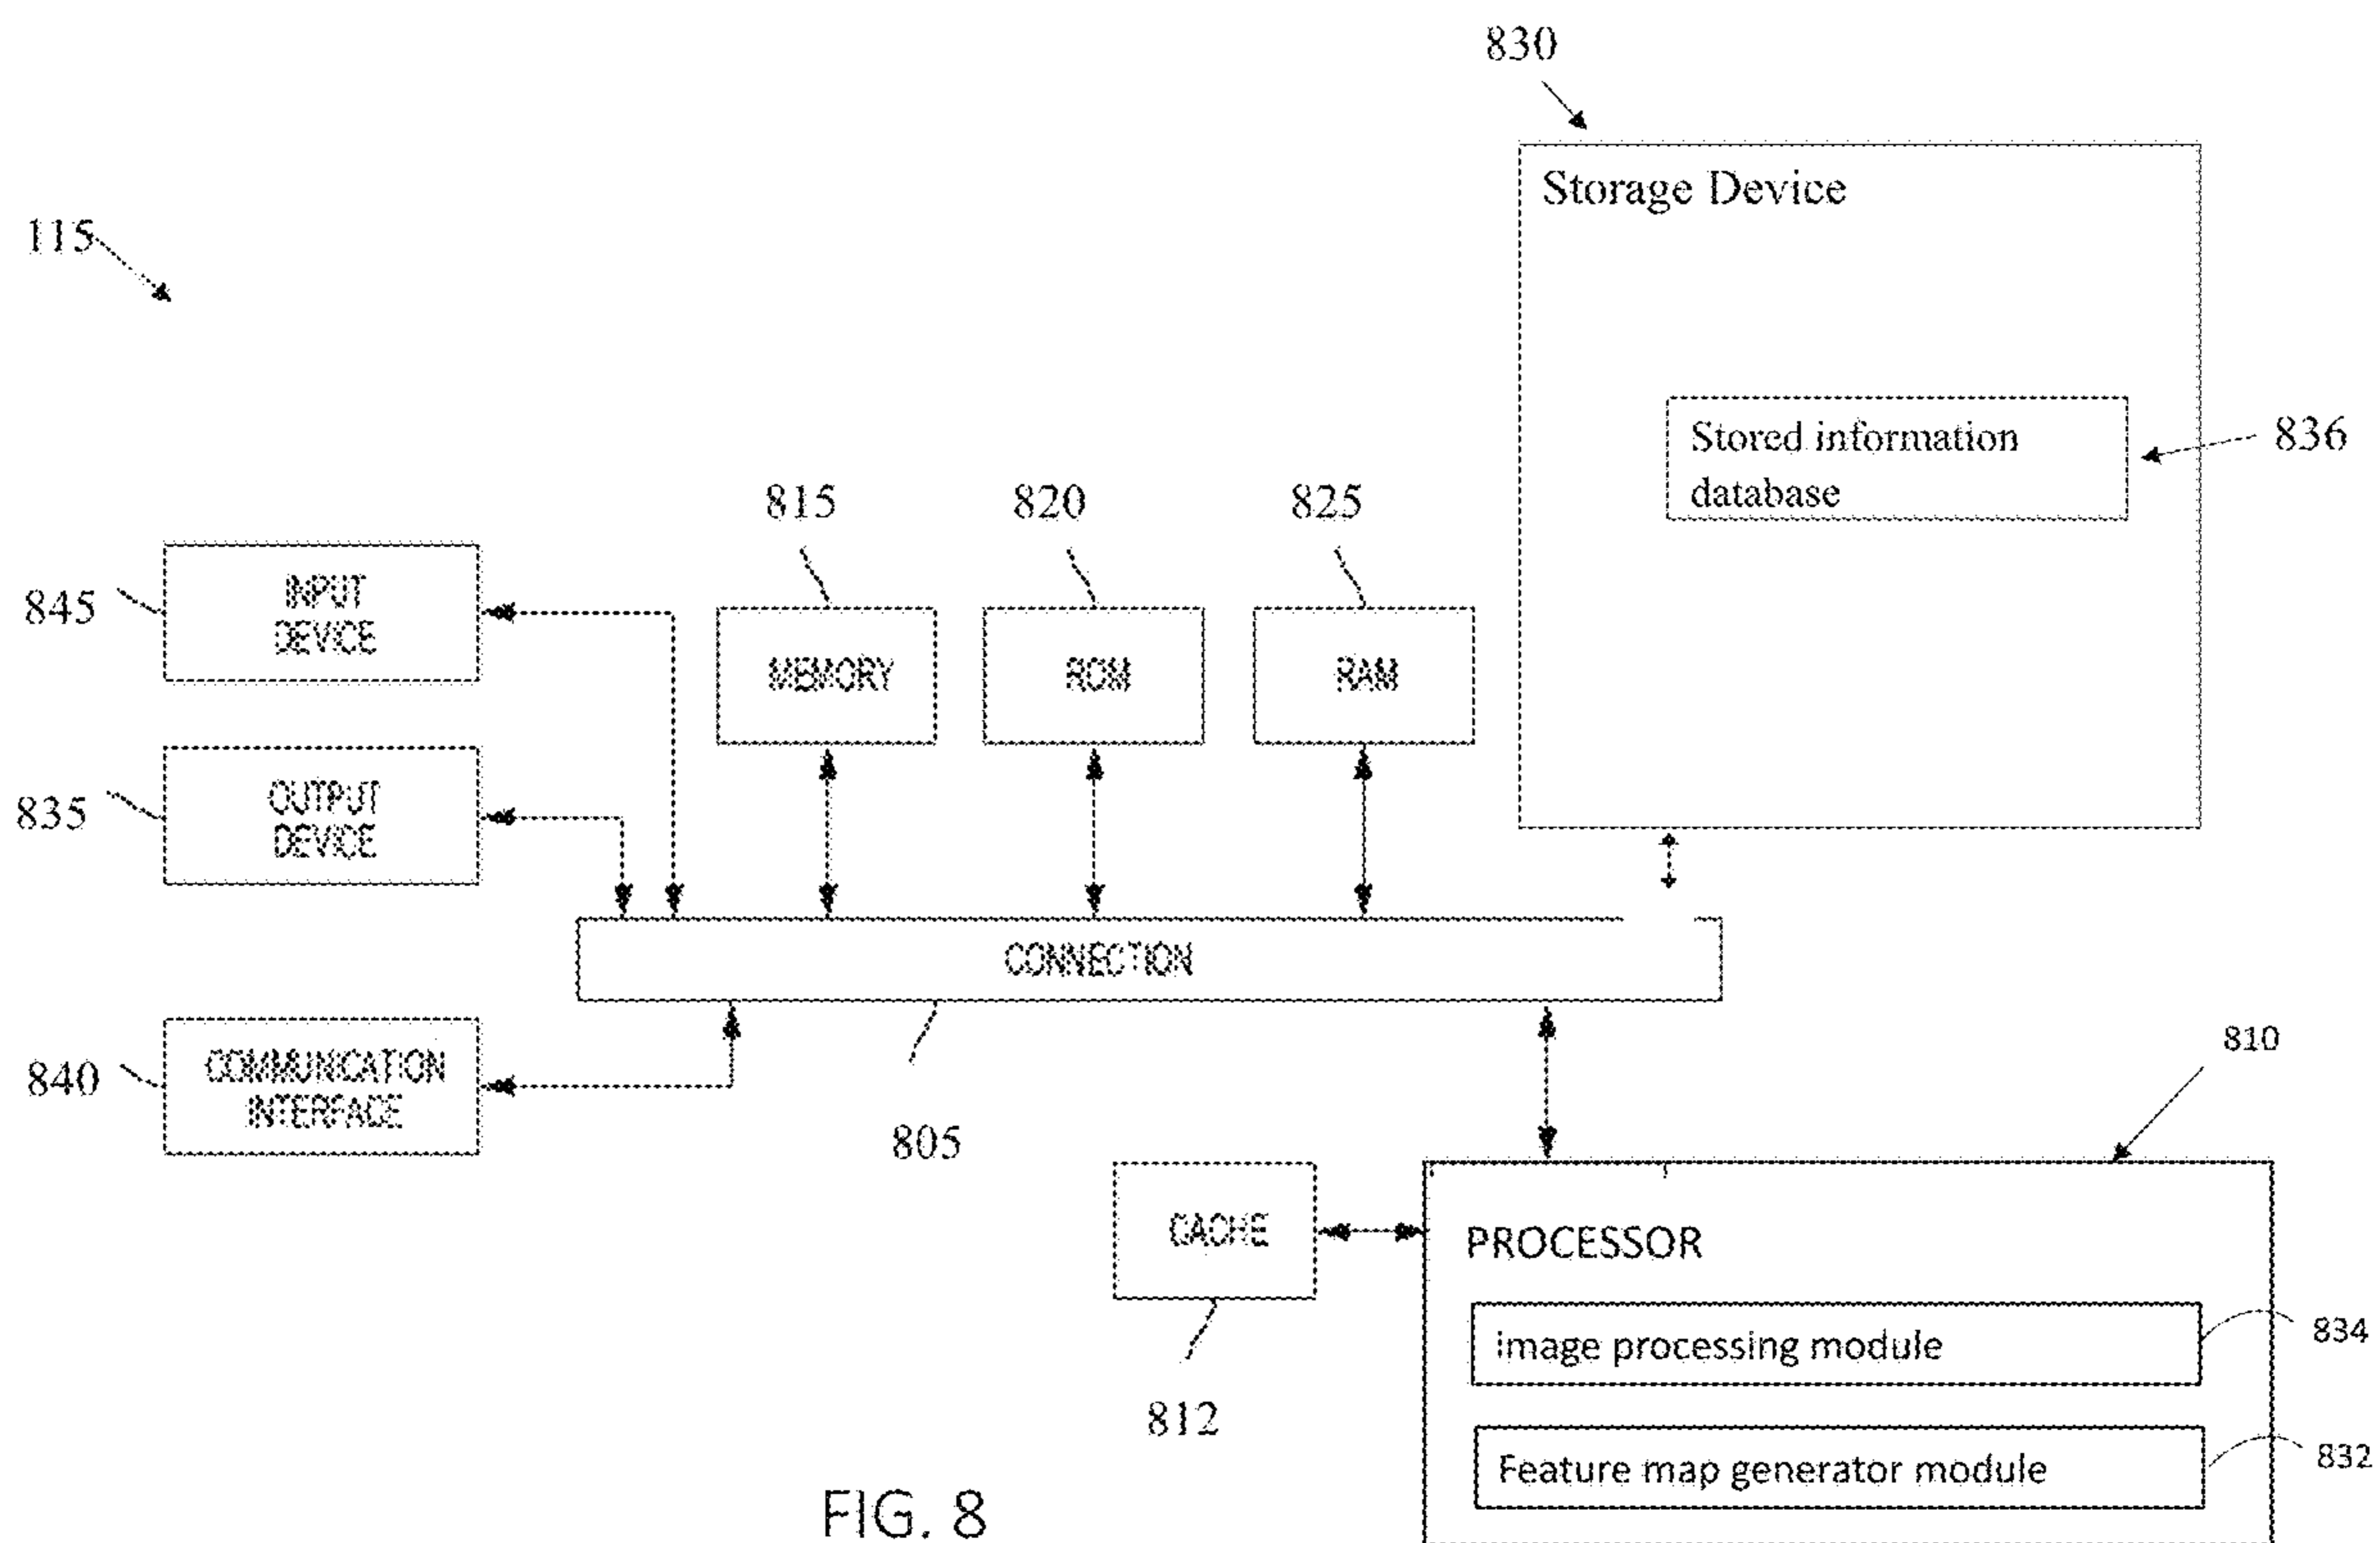 830
Storage Device
115
Stored information
database
836
815
820
825
845
INPUT
DEVICE
MEMORY
ROM
RAM
835
OUTPUT
DEVICE
CONNECTION
840
COMMUNICATION
INTERFACE
805
810
CACHE
PROCESSOR
812
image processing module
834
Feature map generator module
832
FIG. 8